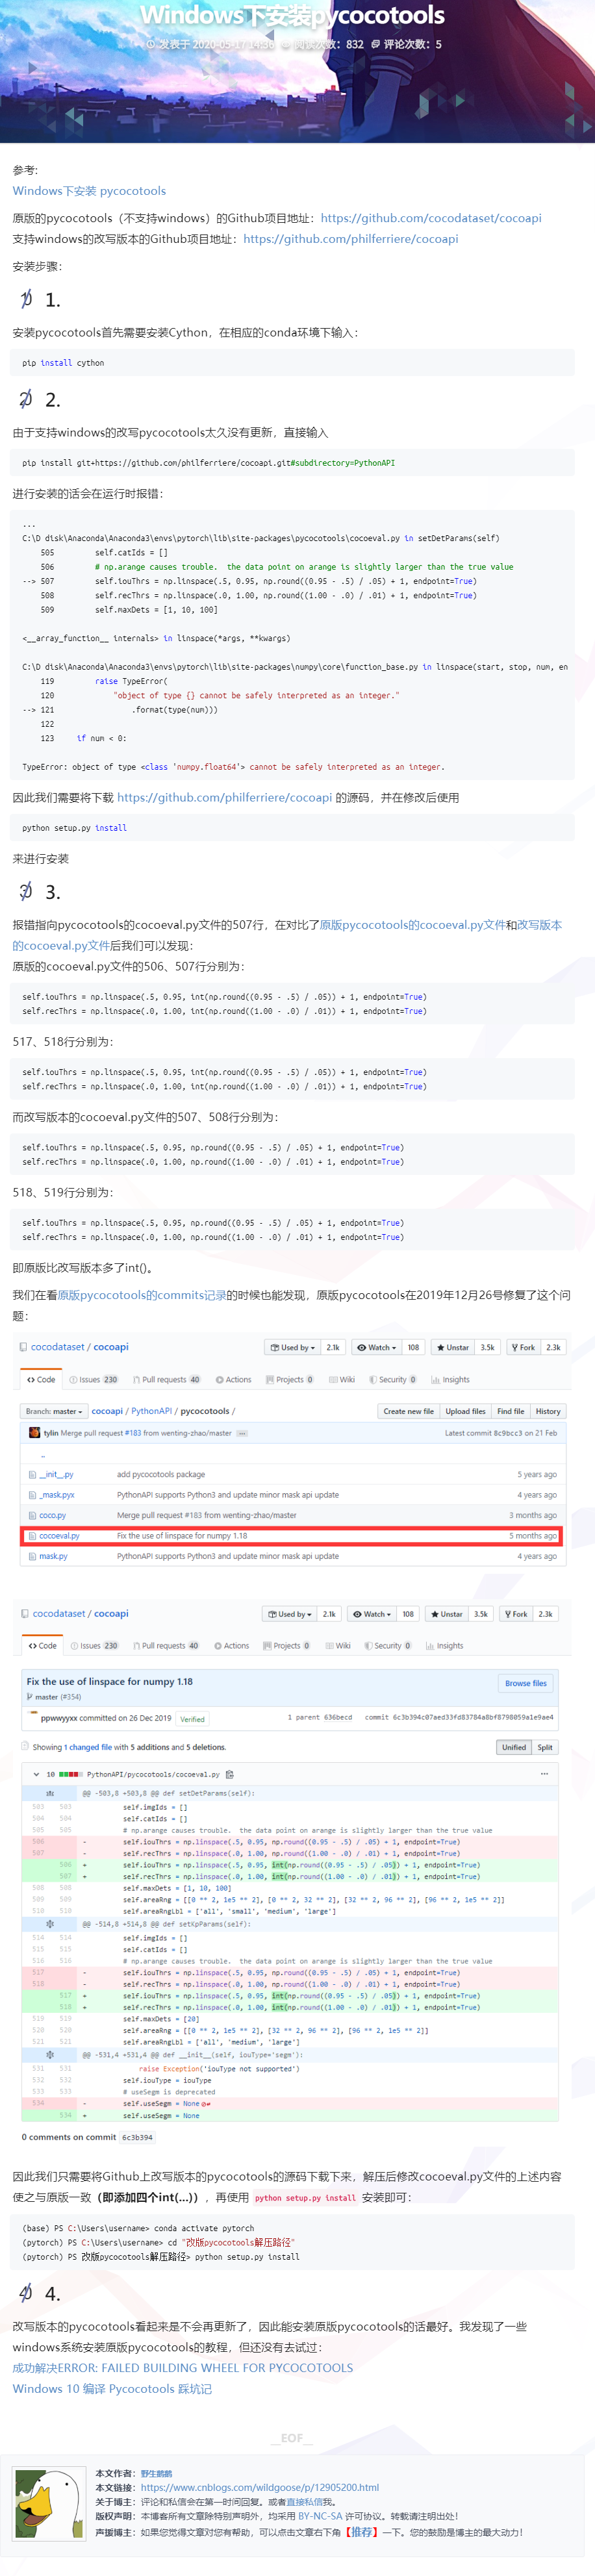 Windows下安装pycocotools
发表于 2020-05-17 14:36 阅读次数：832 评论次数：5
参考:
Windows下安装 pycocotools
原版的pycocotools（不支持windows）的Github项目地址：https://github.com/cocodataset/cocoapi
支持windows的改写版本的Github项目地址：https://github.com/philferriere/cocoapi
安装步骤：
1.
安装pycocotools首先需要安装Cython，在相应的conda环境下输入：
pip install cython
2.
由于支持windows的改写pycocotools太久没有更新，直接输入
pip install git+https://github.com/philferriere/cocoapi.git#subdirectory=PythonAPI
进行安装的话会在运行时报错：
...
C:\D disk\Anaconda\Anaconda3\envs\pytorch\lib\site-packages\pycocotools\cocoeval.py in setDetParams(self)
505 self.catIds = []
506 # np.arange causes trouble. the data point on arange is slightly larger than the true value
--> 507 self.iouThrs = np.linspace(.5, 0.95, np.round((0.95 - .5) / .05) + 1, endpoint=True)
508 self.recThrs = np.linspace(.0, 1.00, np.round((1.00 - .0) / .01) + 1, endpoint=True)
509 self.maxDets = [1, 10, 100]
<__array_function__ internals> in linspace(*args, **kwargs)
C:\D disk\Anaconda\Anaconda3\envs\pytorch\lib\site-packages\numpy\core\function_base.py in linspace(start, stop, num, en
119 raise TypeError(
120 "object of type {} cannot be safely interpreted as an integer."
--> 121 .format(type(num)))
122
123 if num < 0:
TypeError: object of type <class 'numpy.float64'> cannot be safely interpreted as an integer.
因此我们需要将下载 https://github.com/philferriere/cocoapi 的源码，并在修改后使用
python setup.py install
来进行安装
3.
报错指向pycocotools的cocoeval.py文件的507行，在对比了原版pycocotools的cocoeval.py文件和改写版本
的cocoeval.py文件后我们可以发现：
原版的cocoeval.py文件的506、507行分别为：
self.iouThrs = np.linspace(.5, 0.95, int(np.round((0.95 - .5) / .05)) + 1, endpoint=True)
self.recThrs = np.linspace(.0, 1.00, int(np.round((1.00 - .0) / .01)) + 1, endpoint=True)
517、518行分别为：
self.iouThrs = np.linspace(.5, 0.95, int(np.round((0.95 - .5) / .05)) + 1, endpoint=True)
self.recThrs = np.linspace(.0, 1.00, int(np.round((1.00 - .0) / .01)) + 1, endpoint=True)
而改写版本的cocoeval.py文件的507、508行分别为：
self.iouThrs = np.linspace(.5, 0.95, np.round((0.95 - .5) / .05) + 1, endpoint=True)
self.recThrs = np.linspace(.0, 1.00, np.round((1.00 - .0) / .01) + 1, endpoint=True)
518、519行分别为：
self.iouThrs = np.linspace(.5, 0.95, np.round((0.95 - .5) / .05) + 1, endpoint=True)
self.recThrs = np.linspace(.0, 1.00, np.round((1.00 - .0) / .01) + 1, endpoint=True)
即原版比改写版本多了int()。
我们在看原版pycocotools的commits记录的时候也能发现，原版pycocotools在2019年12月26号修复了这个问
题：
cocodataset / cocoapi Used by 2.1k Watch 108 Unstar 3.5k Fork 2.3k
Code Issues 230 Pull requests 40 Actions Projects 0 Wiki Security 0 Insights
Branch: master cocoapi / PythonAPI / pycocotools / Create new file Upload files Find file History
tylin Merge pull request #183 from wenting-zhao/master ... Latest commit 8c9bcc3 on 21 Feb
..
__init__.py add pycocotools package 5 years ago
_mask.pyx PythonAPI supports Python3 and update minor mask api update 4 years ago
coco.py Merge pull request #183 from wenting-zhao/master 3 months ago
cocoeval.py Fix the use of linspace for numpy 1.18 5 months ago
mask.py PythonAPI supports Python3 and update minor mask api update 4 years ago
cocodataset / cocoapi Used by 2.1k Watch 108 Unstar 3.5k Fork 2.3k
Code Issues 230 Pull requests 40 Actions Projects 0 Wiki Security 0 Insights
Fix the use of linspace for numpy 1.18 Browse files
master (#354)
ppwwyyxx committed on 26 Dec 2019 Verified 1 parent 636becd commit 6c3b394c07aed33fd83784a8bf8798059a1e9ae4
Showing 1 changed file with 5 additions and 5 deletions. Unified Split
10 PythonAPI/pycocotools/cocoeval.py ...
@@ -503,8 +503,8 @@ def setDetParams(self):
503 503 self.imgIds = []
504 504 self.catIds = []
505 505 # np.arange causes trouble. the data point on arange is slightly larger than the true value
506 - self.iouThrs = np.linspace(.5, 0.95, np.round((0.95 - .5) / .05) + 1, endpoint=True)
507 - self.recThrs = np.linspace(.0, 1.00, np.round((1.00 - .0) / .01) + 1, endpoint=True)
506 + self.iouThrs = np.linspace(.5, 0.95, int(np.round((0.95 - .5) / .05)) + 1, endpoint=True)
507 + self.recThrs = np.linspace(.0, 1.00, int(np.round((1.00 - .0) / .01)) + 1, endpoint=True)
508 508 self.maxDets = [1, 10, 100]
509 509 self.areaRng = [[0 ** 2, 1e5 ** 2], [0 ** 2, 32 ** 2], [32 ** 2, 96 ** 2], [96 ** 2, 1e5 ** 2]]
510 510 self.areaRngLbl = ['all', 'small', 'medium', 'large']
@@ -514,8 +514,8 @@ def setKpParams(self):
514 514 self.imgIds = []
515 515 self.catIds = []
516 516 # np.arange causes trouble. the data point on arange is slightly larger than the true value
517 - self.iouThrs = np.linspace(.5, 0.95, np.round((0.95 - .5) / .05) + 1, endpoint=True)
518 - self.recThrs = np.linspace(.0, 1.00, np.round((1.00 - .0) / .01) + 1, endpoint=True)
517 + self.iouThrs = np.linspace(.5, 0.95, int(np.round((0.95 - .5) / .05)) + 1, endpoint=True)
518 + self.recThrs = np.linspace(.0, 1.00, int(np.round((1.00 - .0) / .01)) + 1, endpoint=True)
519 519 self.maxDets = [20]
520 520 self.areaRng = [[0 ** 2, 1e5 ** 2], [32 ** 2, 96 ** 2], [96 ** 2, 1e5 ** 2]]
521 521 self.areaRngLbl = ['all', 'medium', 'large']
@@ -531,4 +531,4 @@ def __init__(self, iouType='segm'):
531 531 raise Exception('iouType not supported')
532 532 self.iouType = iouType
533 533 # useSegm is deprecated
534 - self.useSegm = None
534 + self.useSegm = None
0 comments on commit 6c3b394
因此我们只需要将Github上改写版本的pycocotools的源码下载下来，解压后修改cocoeval.py文件的上述内容
使之与原版一致（即添加四个int(...)），再使用 python setup.py install 安装即可：
(base) PS C:\Users\username> conda activate pytorch
(pytorch) PS C:\Users\username> cd "改版pycocotools解压路径"
(pytorch) PS 改版pycocotools解压路径> python setup.py install
4.
改写版本的pycocotools看起来是不会再更新了，因此能安装原版pycocotools的话最好。我发现了一些
windows系统安装原版pycocotools的教程，但还没有去试过：
成功解决ERROR: FAILED BUILDING WHEEL FOR PYCOCOTOOLS
Windows 10 编译 Pycocotools 踩坑记
__EOF__
本文作者：野生鹅鹅
本文链接：https://www.cnblogs.com/wildgoose/p/12905200.html
关于博主：评论和私信会在第一时间回复。或者直接私信我。
版权声明：本博客所有文章除特别声明外，均采用 BY-NC-SA 许可协议。转载请注明出处！
声援博主：如果您觉得文章对您有帮助，可以点击文章右下角【推荐】一下。您的鼓励是博主的最大动力！